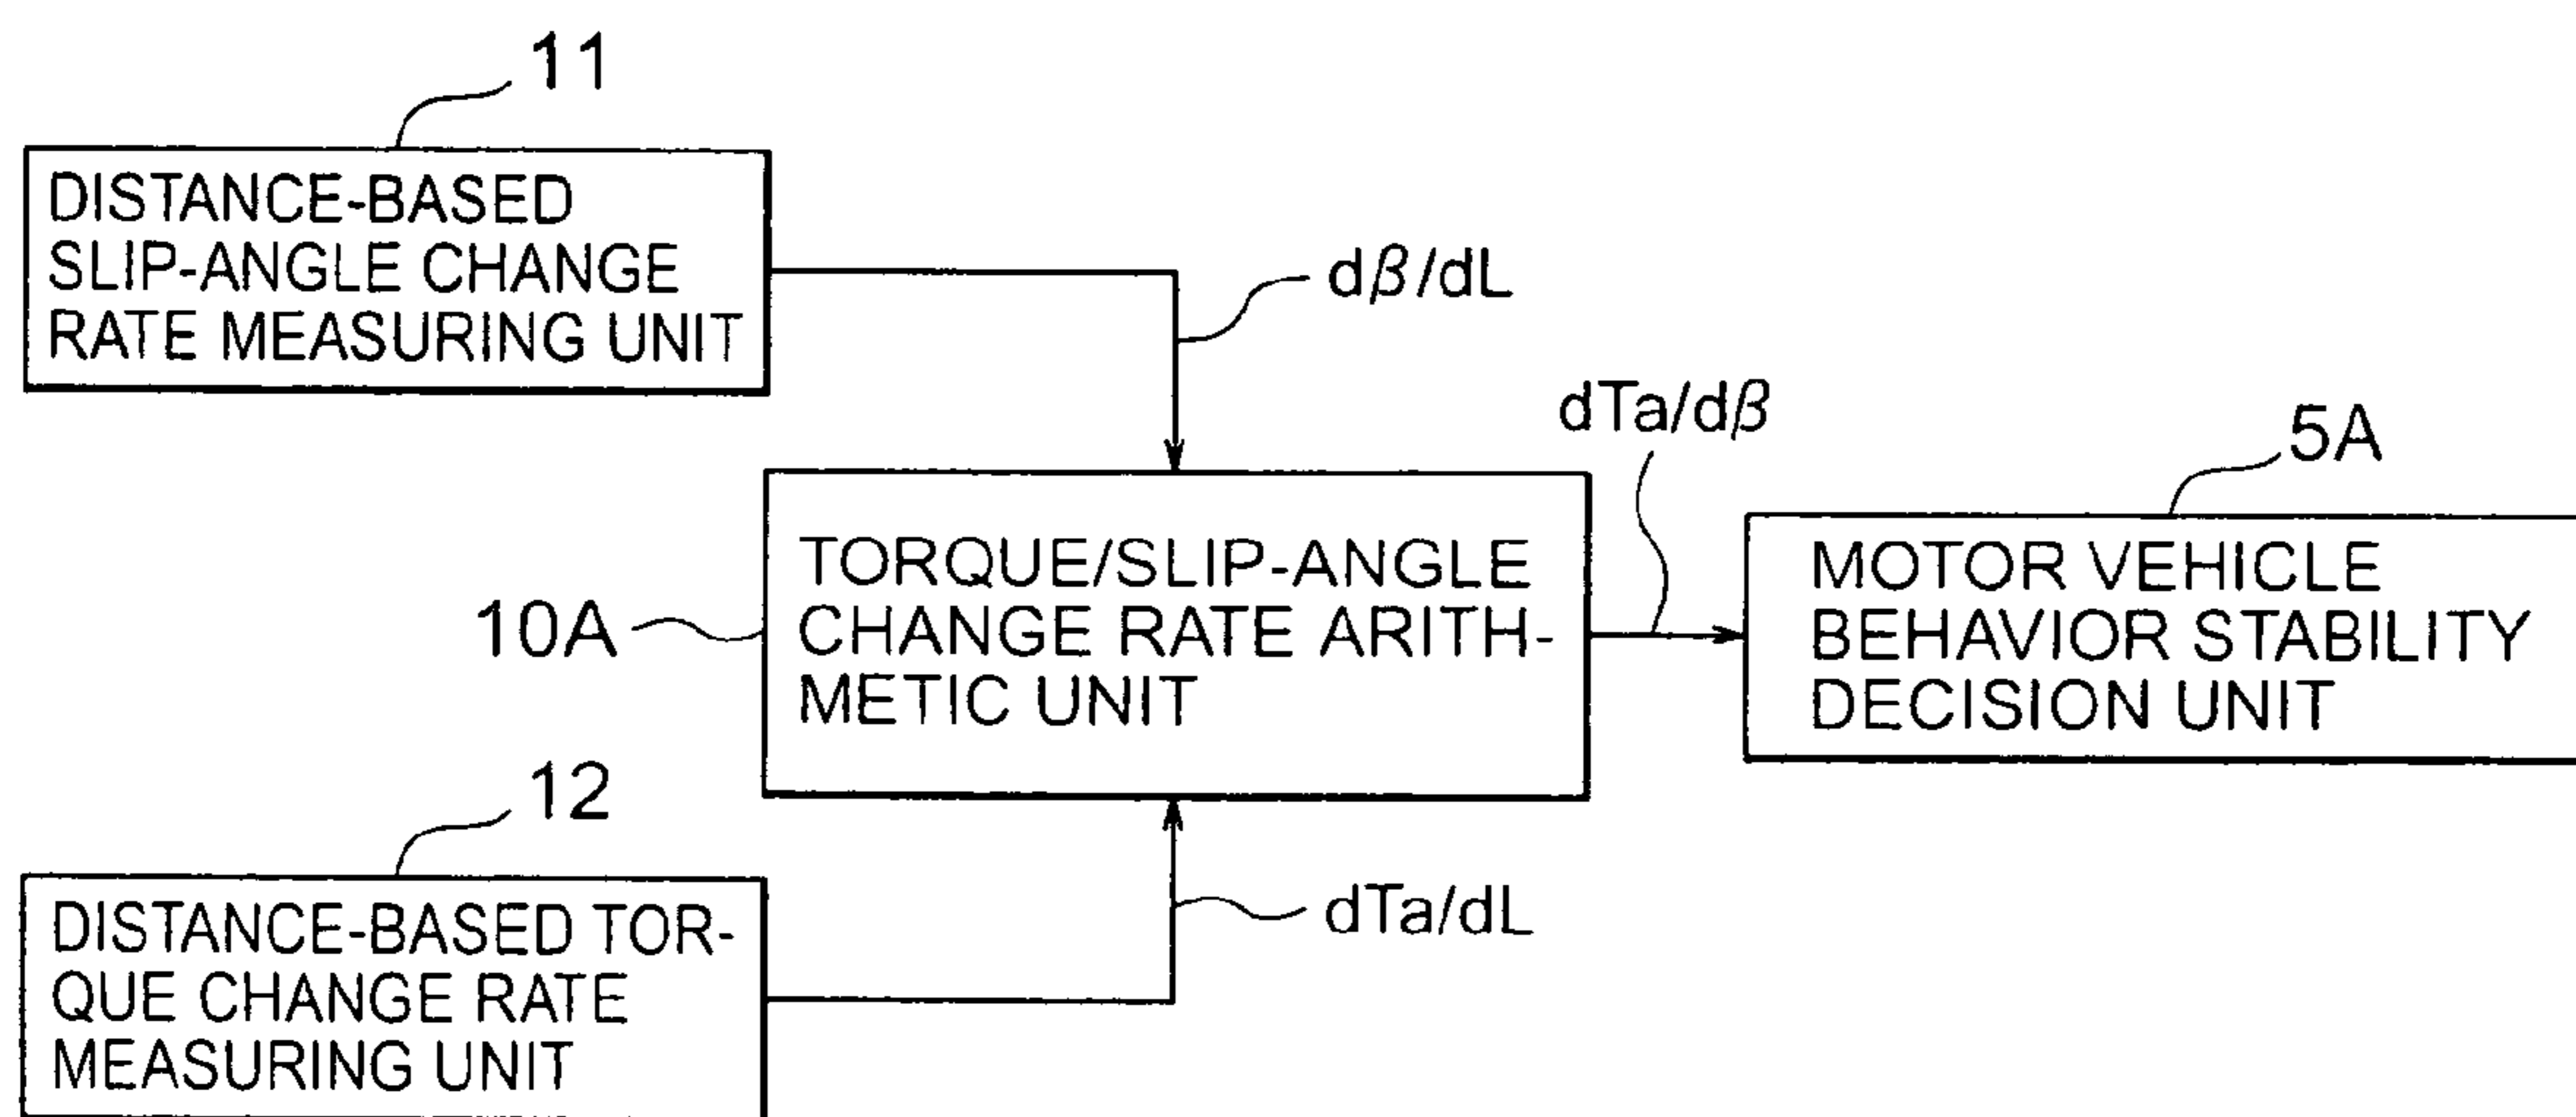 11
DISTANCE-BASED
SLIP-ANGLE CHANGE
RATE MEASURING UNIT
dβ/dL
dTa/dβ
5A
10A
TORQUE/SLIP-ANGLE
CHANGE RATE ARITH-
METIC UNIT
MOTOR VEHICLE
BEHAVIOR STABILITY
DECISION UNIT
12
DISTANCE-BASED TOR-
QUE CHANGE RATE
MEASURING UNIT
dTa/dL